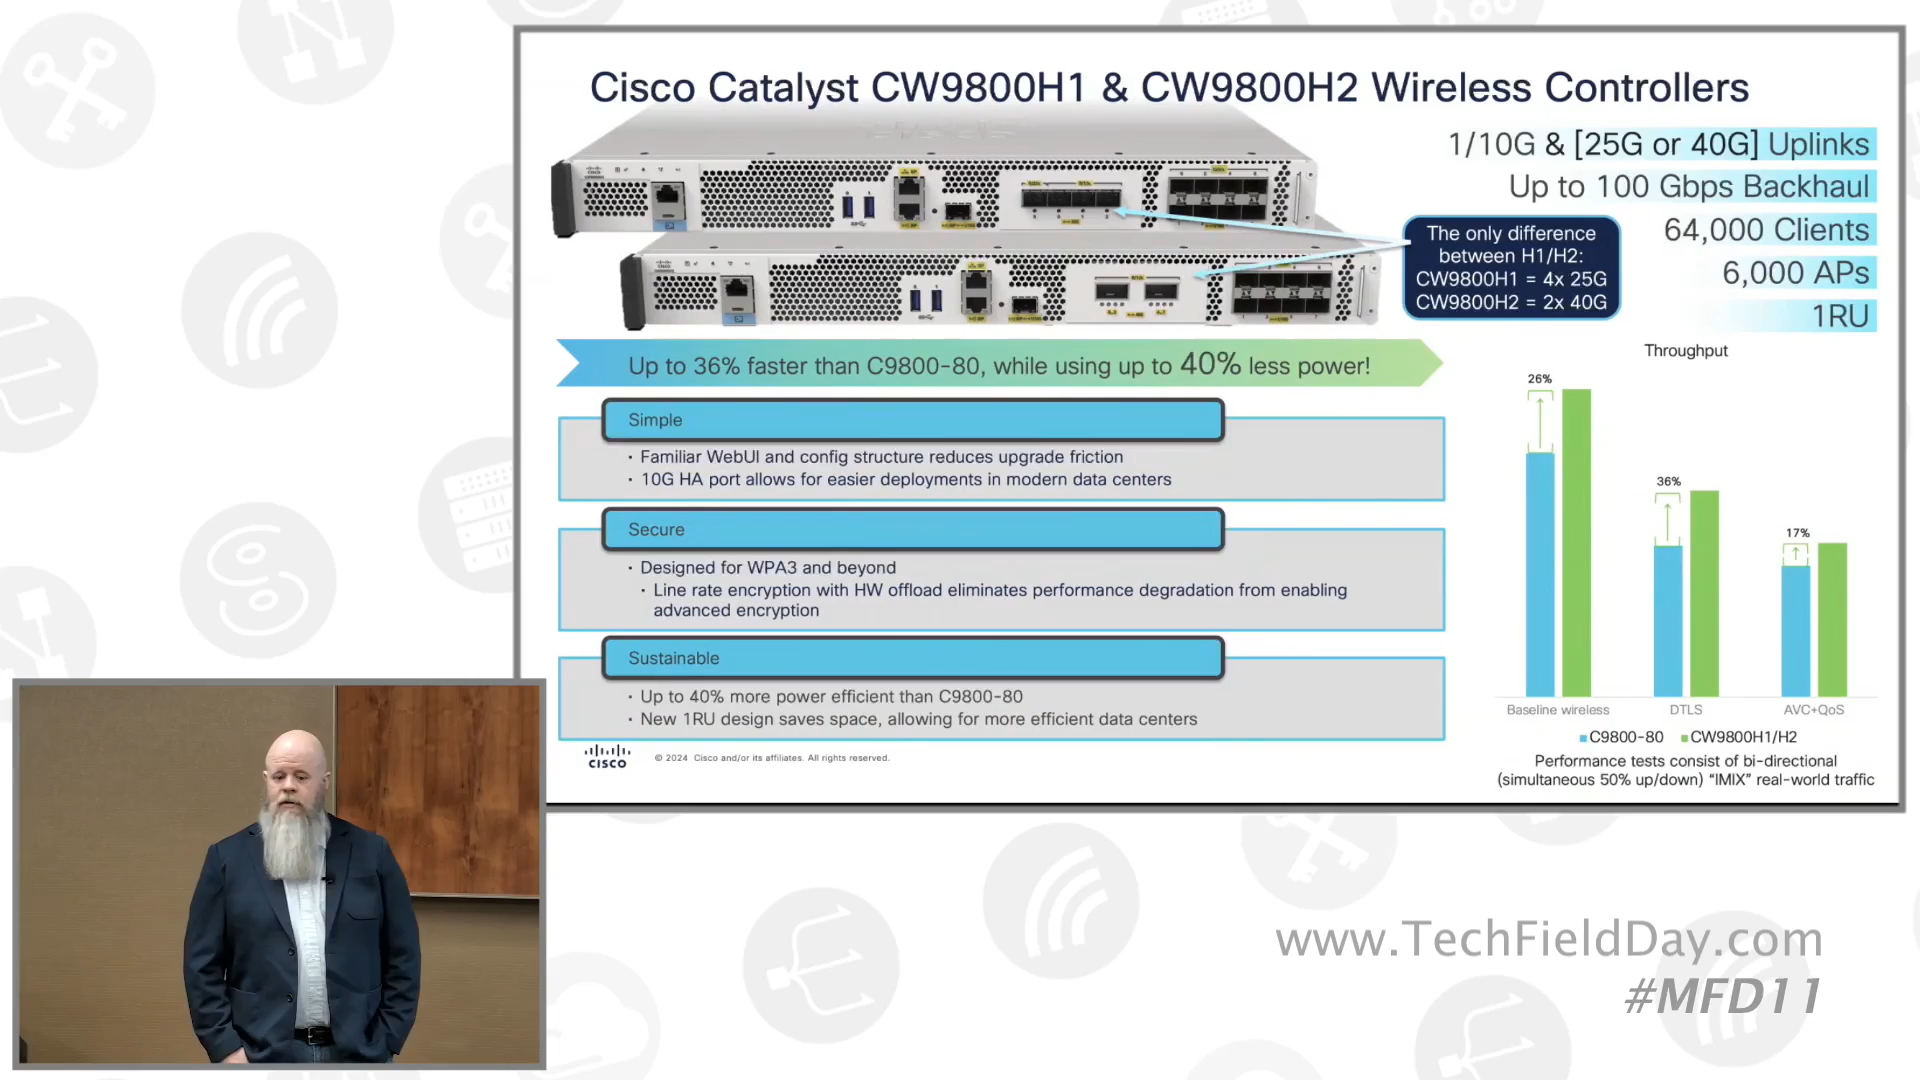 Cisco Catalyst CW9800H1 & CW9800H2 Wireless Controllers
1/10G & [25G or 40G] Uplinks
Up to 100 Gbps Backhaul
64,000 Clients
6,000 APs
1RU
The only difference
between H1/H2:
CW9800H1 = 4x 25G
CW9800H2 = 2x 40G
Up to 36% faster than C9800-80, while using up to 40% less power!
Simple
· Familiar WebUI and config structure reduces upgrade friction
· 10G HA port allows for easier deployments in modern data centers
Secure
· Designed for WPA3 and beyond
· Line rate encryption with HW offload eliminates performance degradation from enabling
advanced encryption
Sustainable
· Up to 40% more power efficient than C9800-80
· New 1RU design saves space, allowing for more efficient data centers
CISCO
© 2024 Cisco and/or its affiliates. All rights reserved.
Throughput
26%
36%
17%
Baseline wireless
DTLS
AVC+QoS
C9800-80
CW9800H1/H2
Performance tests consist of bi-directional
(simultaneous 50% up/down) “IMIX” real-world traffic
www.TechFieldDay.com
#MFD11